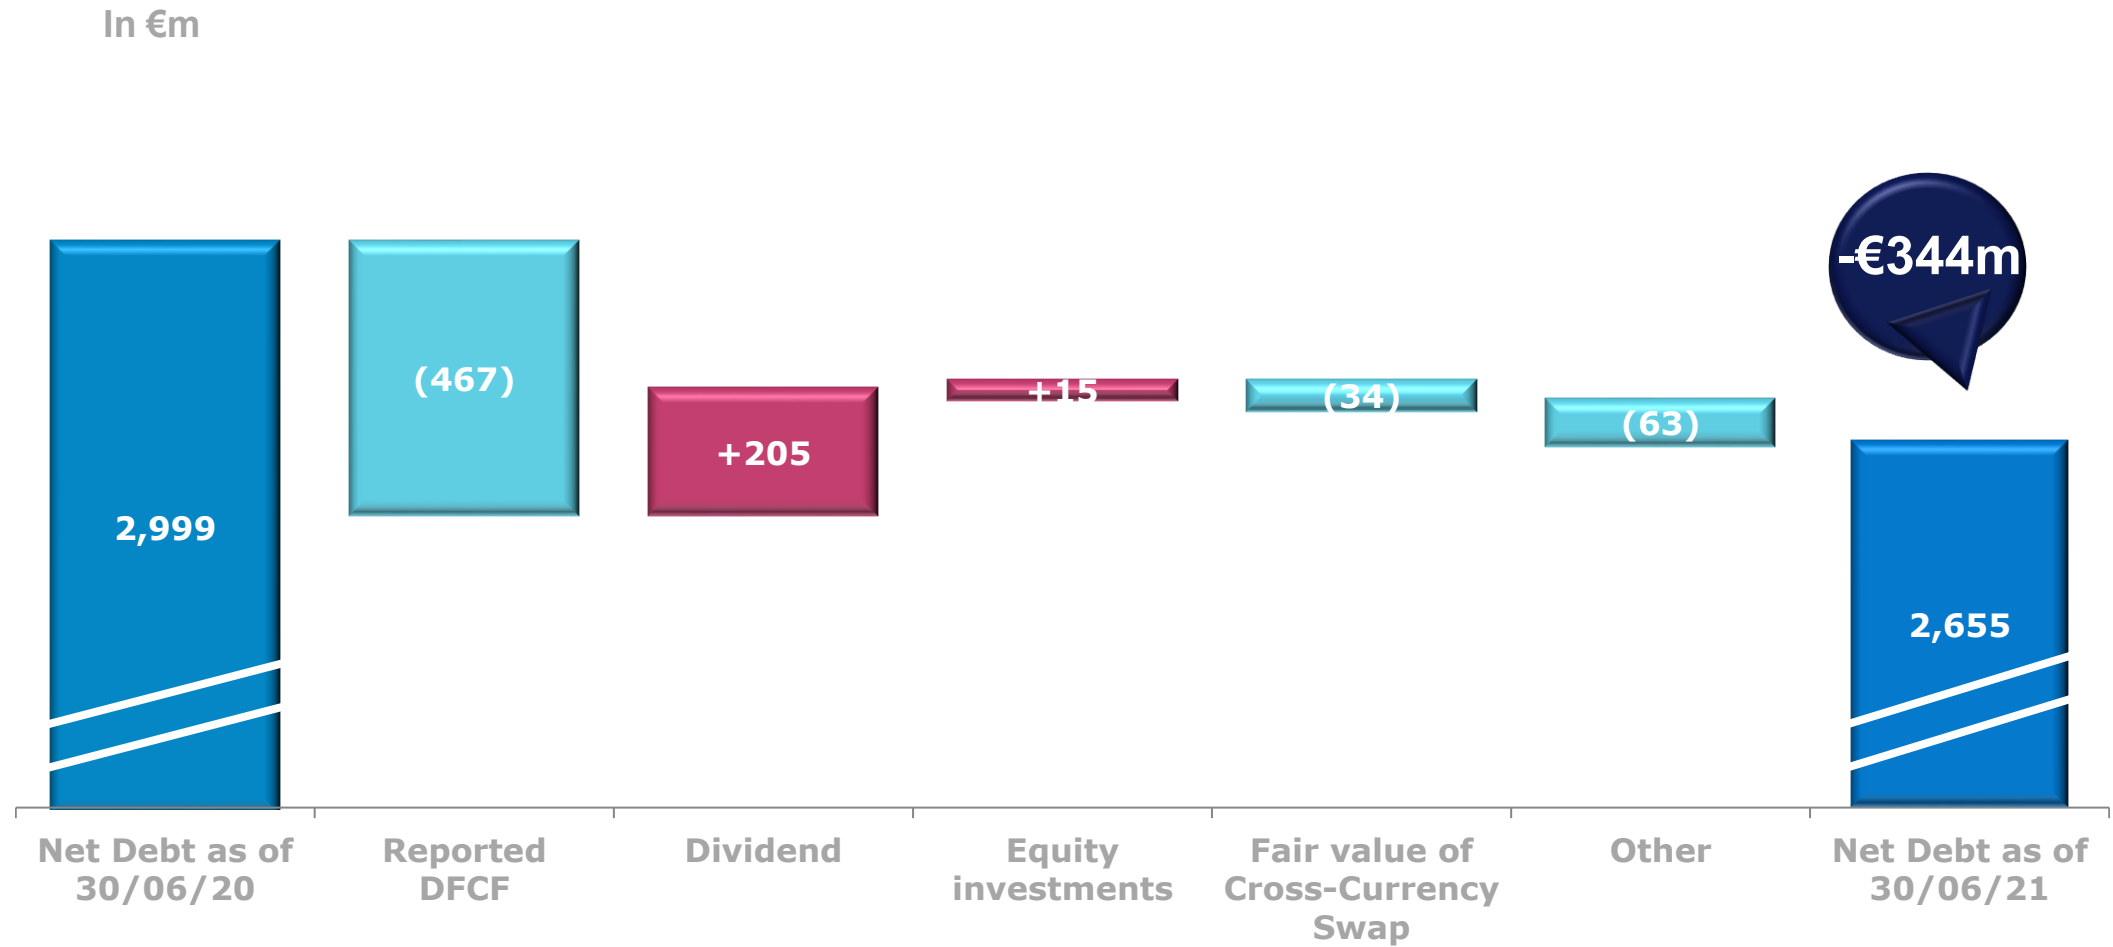 In €m
-€344m
2,999
(467)
+205
+15
(34)
(63)
2,655
Net Debt as of
30/06/20
Reported
DFCF
Dividend
Equity
investments
Fair value of
Cross-Currency
Swap
Other
Net Debt as of
30/06/21